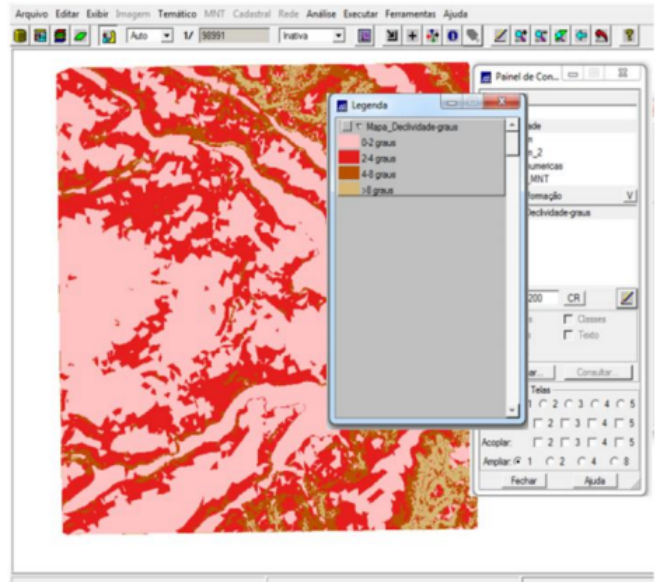 Arquivo Editar Exibir Imagem Temático MNT Cadastral Rede Análise Executar Ferramentas Ajuda
Auto 1/ 98991 Inativa
Painel de Con...
Legenda
Mapa_Declividade-graus
0-2 graus
2-4 graus
4-8 graus
>8 graus
ade
n
n_2
umericas
_MNT
formação V
Declividade-graus
200 CR
Classes
Texto
ar... Consultar...
Telas
1 2 3 4 5
2 3 4 5
Acoplar: 2 3 4 5
Ampliar: 1 2 4 8
Fechar Ajuda